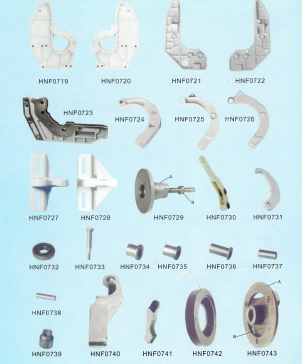 HNF0719 HNF0720 HNF0721 HNF0722
HNF0723
HNF0724 HNF0725 HNF0726
HNF0727 HNF0728 HNF0729 HNF0730 HNF0731
A
HNF0732 HNF0733 HNF0734 HNF0735 HNF0736 HNF0737
HNF0738
A
B
HNF0739 HNF0740 HNF0741 HNF0742 HNF0743